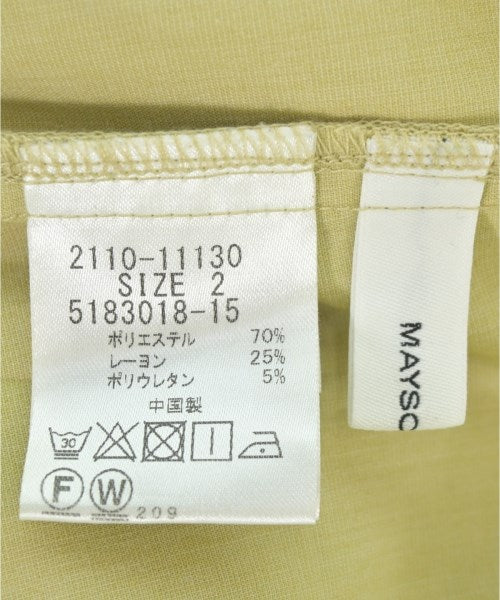 2110-11130
SIZE 2
5183018-15
ポリエステル 70%
レーヨン 25%
ポリウレタン 5%
中国製
30
F W
209
MAYSO